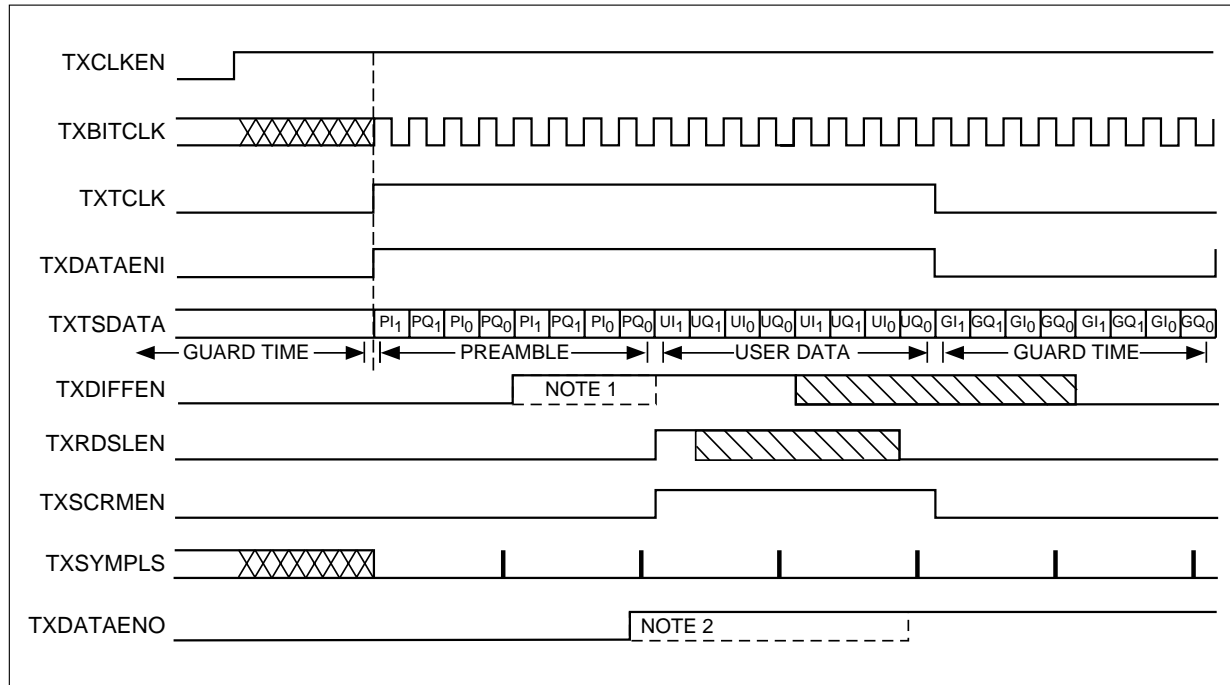 TXCLKEN
TXBITCLK
TXTCLK
TXDATAENI
TXTSDATA PI1 PQ1 PI0 PQ0 PI1 PQ1 PI0 PQ0 UI1 UQ1 UI0 UQ0 UI1 UQ1 UI0 UQ0 GI1 GQ1 GI0 GQ0 GI1 GQ1 GI0 GQ0
GUARD TIME PREAMBLE USER DATA GUARD TIME
TXDIFFEN NOTE 1
TXRDSLEN
TXSCRMEN
TXSYMPLS
TXDATAENO NOTE 2